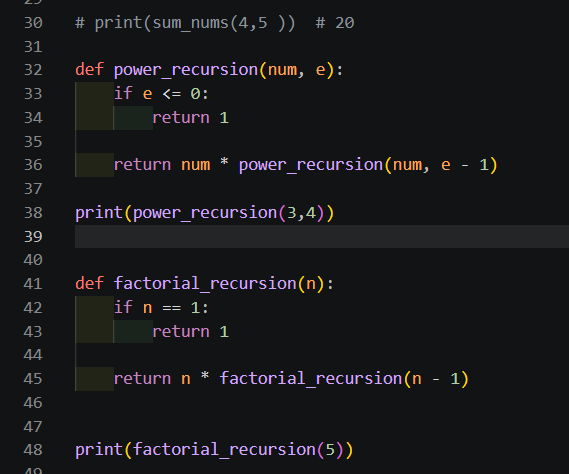 30 # print(sum_nums(4,5 ))  # 20
31
32 def power_recursion(num, e):
33     if e <= 0:
34         return 1
35
36     return num * power_recursion(num, e - 1)
37
38 print(power_recursion(3,4))
39
40
41 def factorial_recursion(n):
42     if n == 1:
43         return 1
44
45     return n * factorial_recursion(n - 1)
46
47
48 print(factorial_recursion(5))